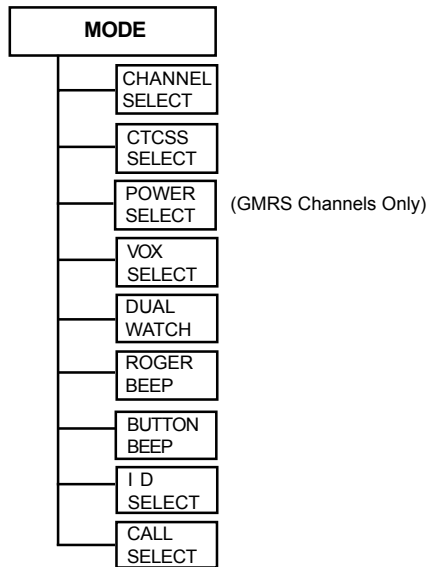 MODE
CHANNEL
SELECT
CTCSS
SELECT
POWER
SELECT
(GMRS Channels Only)
VOX
SELECT
DUAL
WATCH
ROGER
BEEP
BUTTON
BEEP
I D
SELECT
CALL
SELECT